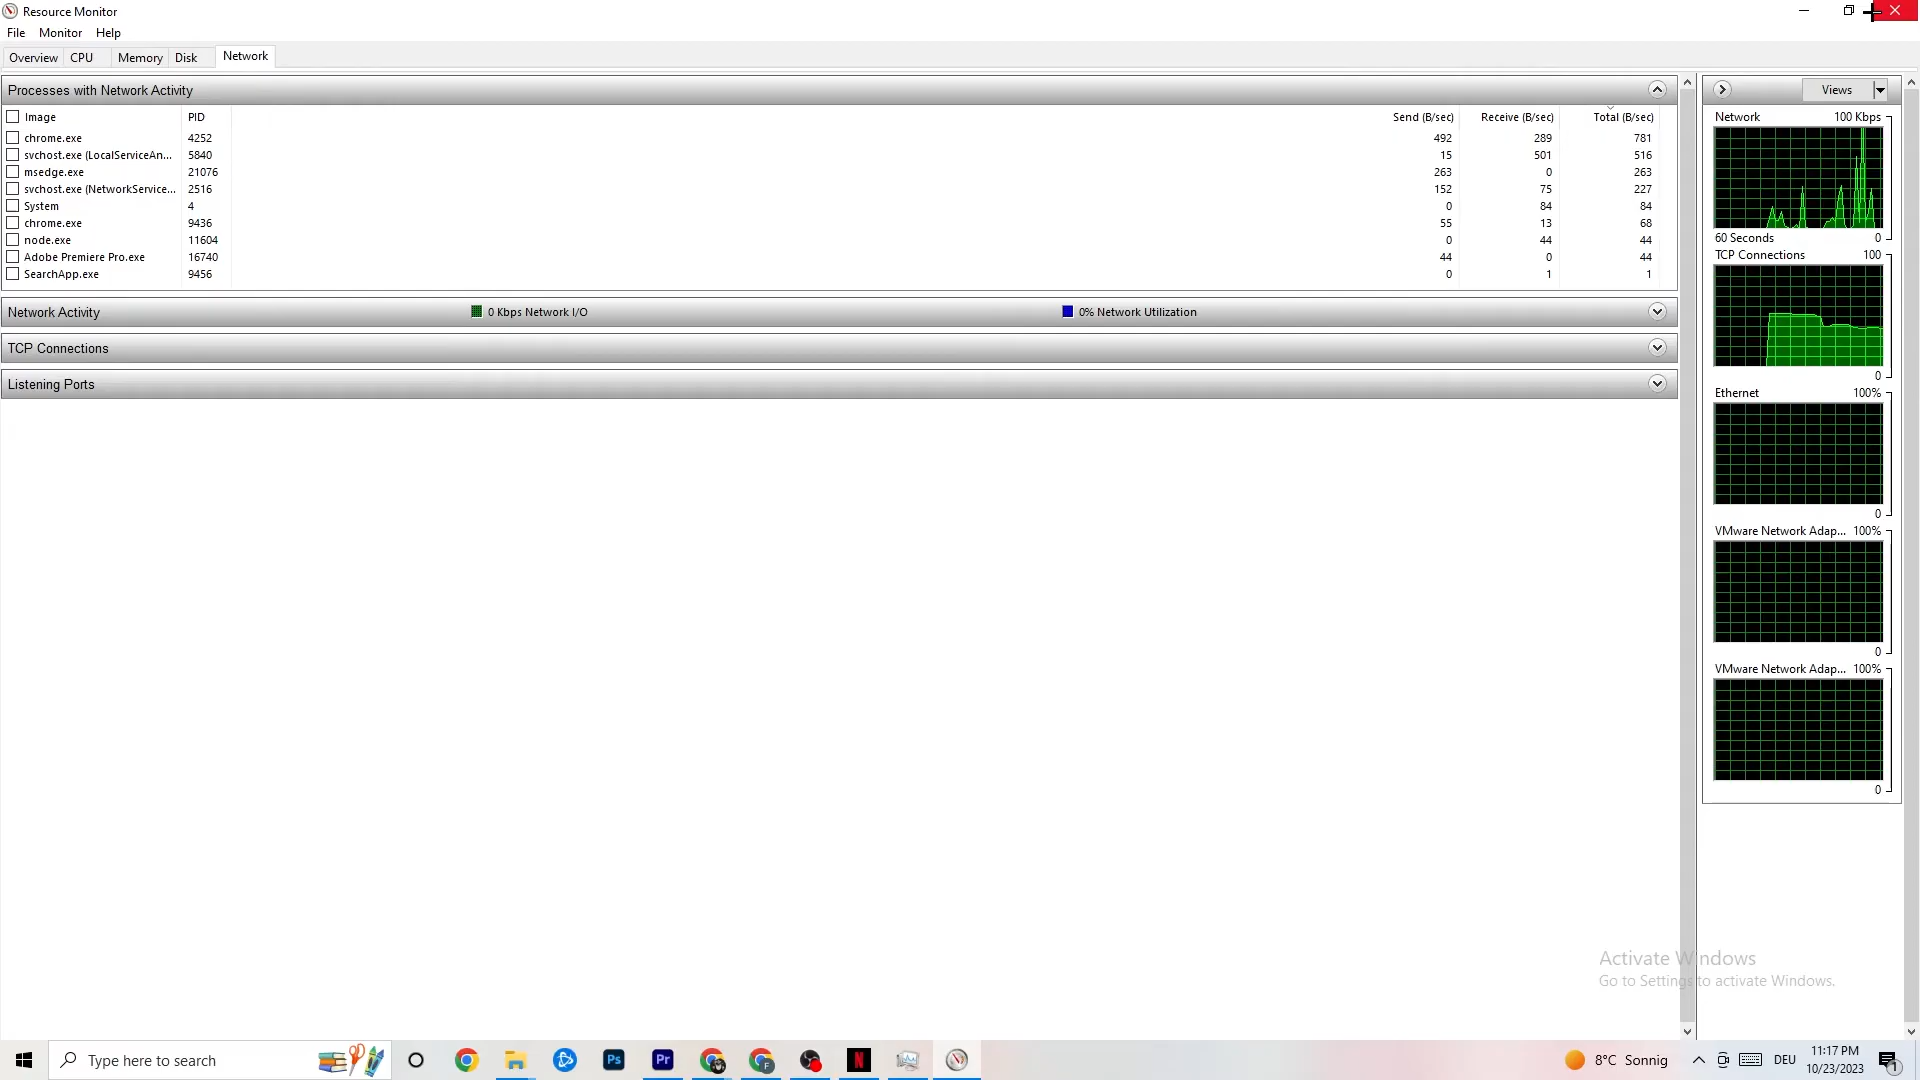 Resource Monitor
File Monitor Help
Overview CPU Memory Disk Network
Processes with Network Activity
Image PID Send (B/sec) Receive (B/sec) Total (B/sec)
chrome.exe 4252 492 289 781
svchost.exe (LocalServiceAn... 5840 15 501 516
msedge.exe 21076 263 0 263
svchost.exe (NetworkService... 2516 152 75 227
System 4 0 84 84
chrome.exe 9436 55 13 68
node.exe 11604 0 44 44
Adobe Premiere Pro.exe 16740 44 0 44
SearchApp.exe 9456 0 1 1
Network Activity 0 Kbps Network I/O 0% Network Utilization
TCP Connections
Listening Ports
Views
Network 100 Kbps
60 Seconds 0
TCP Connections 100
0
Ethernet 100%
0
VMware Network Adap... 100%
0
VMware Network Adap... 100%
0
Activate Windows
Go to Settings to activate Windows.
Type here to search
Ps
Pr
F
N
8°C Sonnig
DEU
11:17 PM
10/23/2023
1